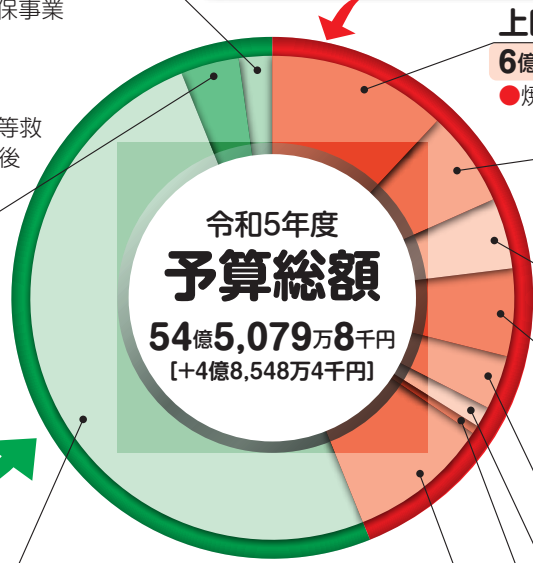 保事業
等救
後
上
6億
●焼
令和5年度
予算総額
54億5,079万8千円
[+4億8,548万4千円]